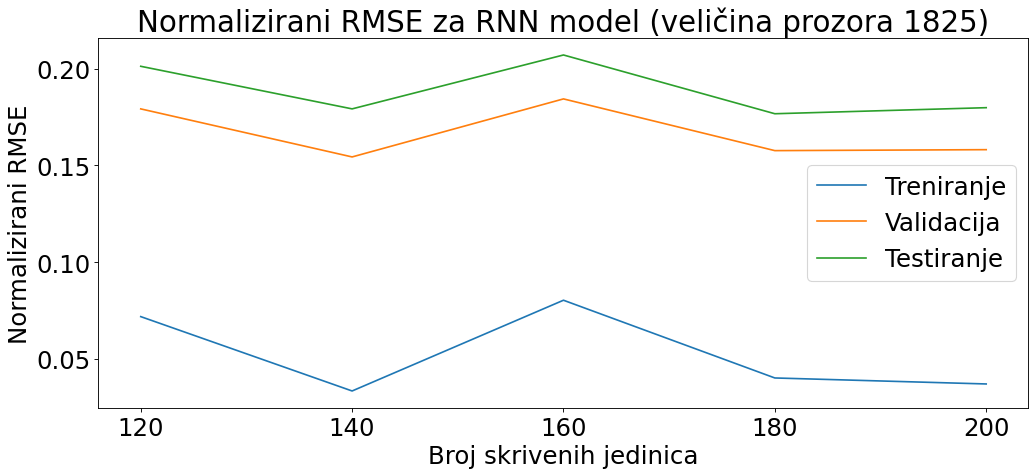 Normalizirani RMSE za RNN model (veličina prozora 1825)
Normalizirani RMSE
0.20
0.15
0.10
0.05
Treniranje
Validacija
Testiranje
120 140 160 180 200
Broj skrivenih jedinica